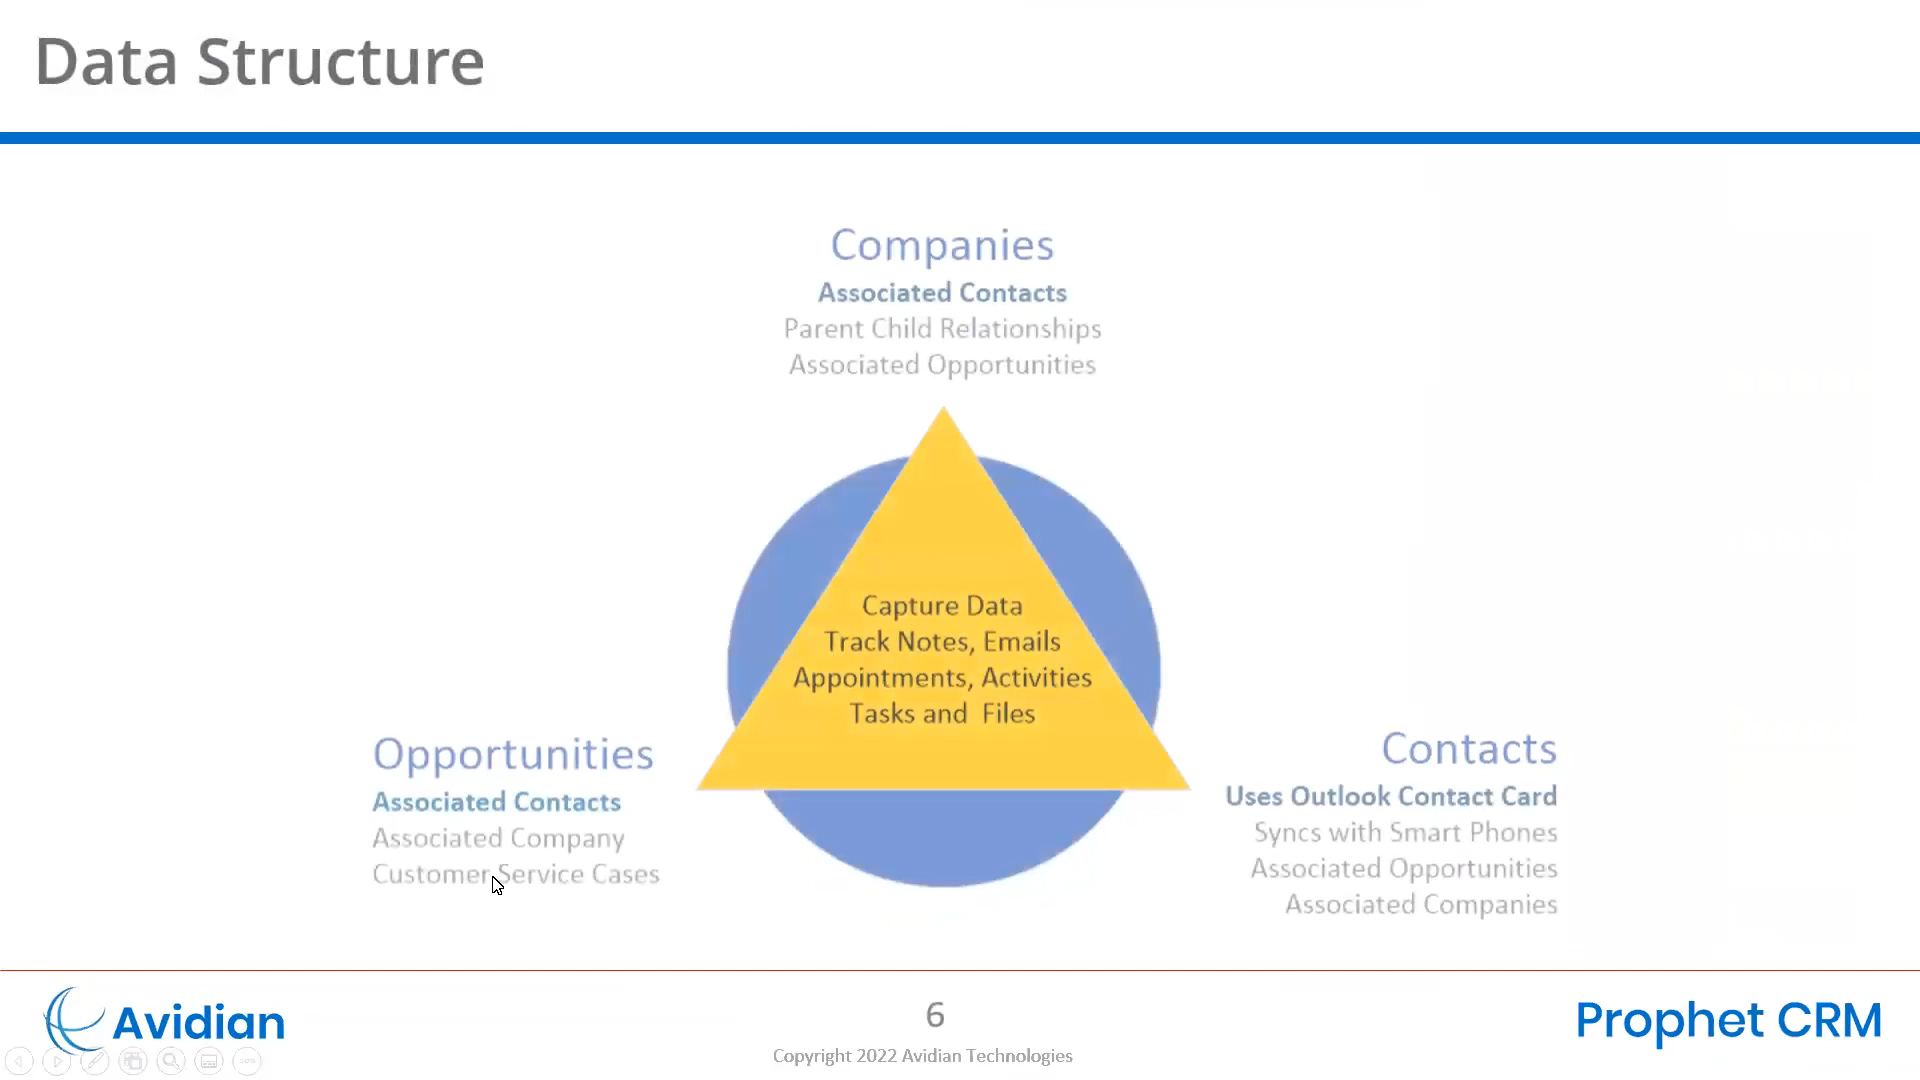 Data Structure
Companies
Associated Contacts
Parent Child Relationships
Associated Opportunities
Capture Data
Track Notes, Emails
Appointments, Activities
Tasks and  Files
Opportunities
Associated Contacts
Associated Company
Customer Service Cases
Contacts
Uses Outlook Contact Card
Syncs with Smart Phones
Associated Opportunities
Associated Companies
Avidian
6
Copyright 2022 Avidian Technologies
Prophet CRM